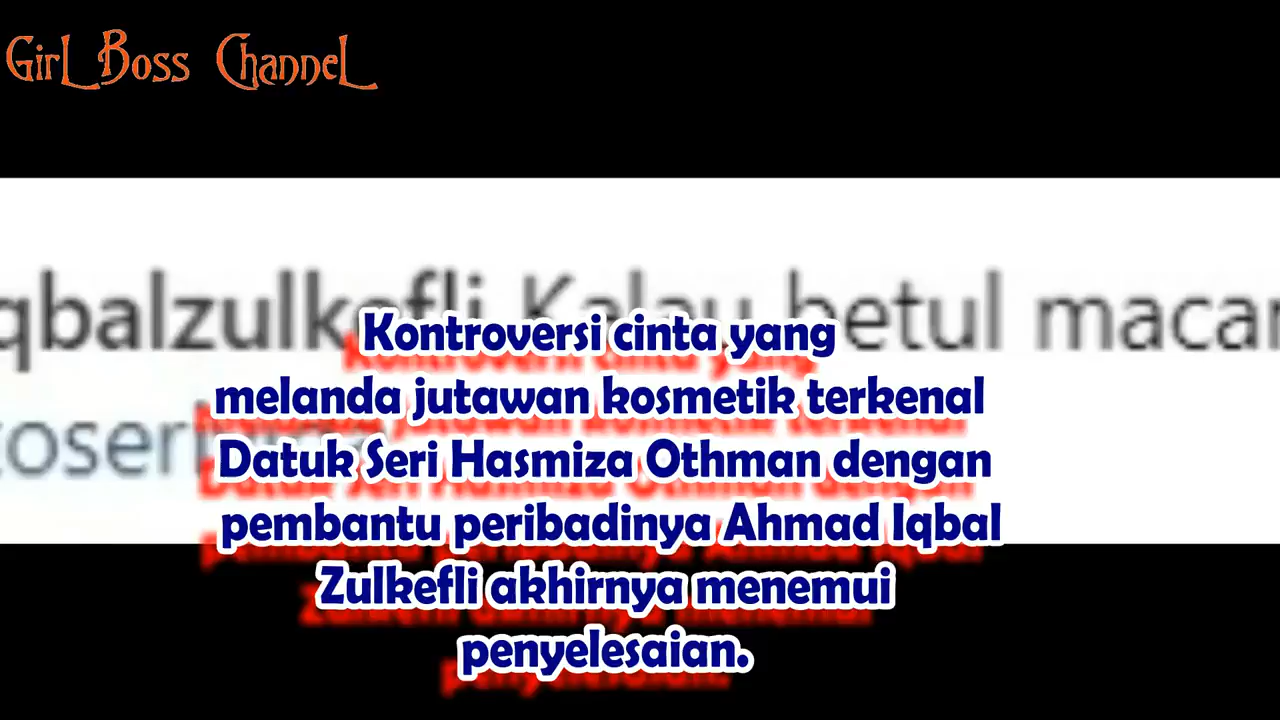 Girl Boss Channel
qbalzulkefli Kalau betul macam
Kontroversi cinta yang
melanda jutawan kosmetik terkenal
Datuk Seri Hasmiza Othman dengan
pembantu peribadinya Ahmad Iqbal
Zulkefli akhirnya menemui
penyelesaian.